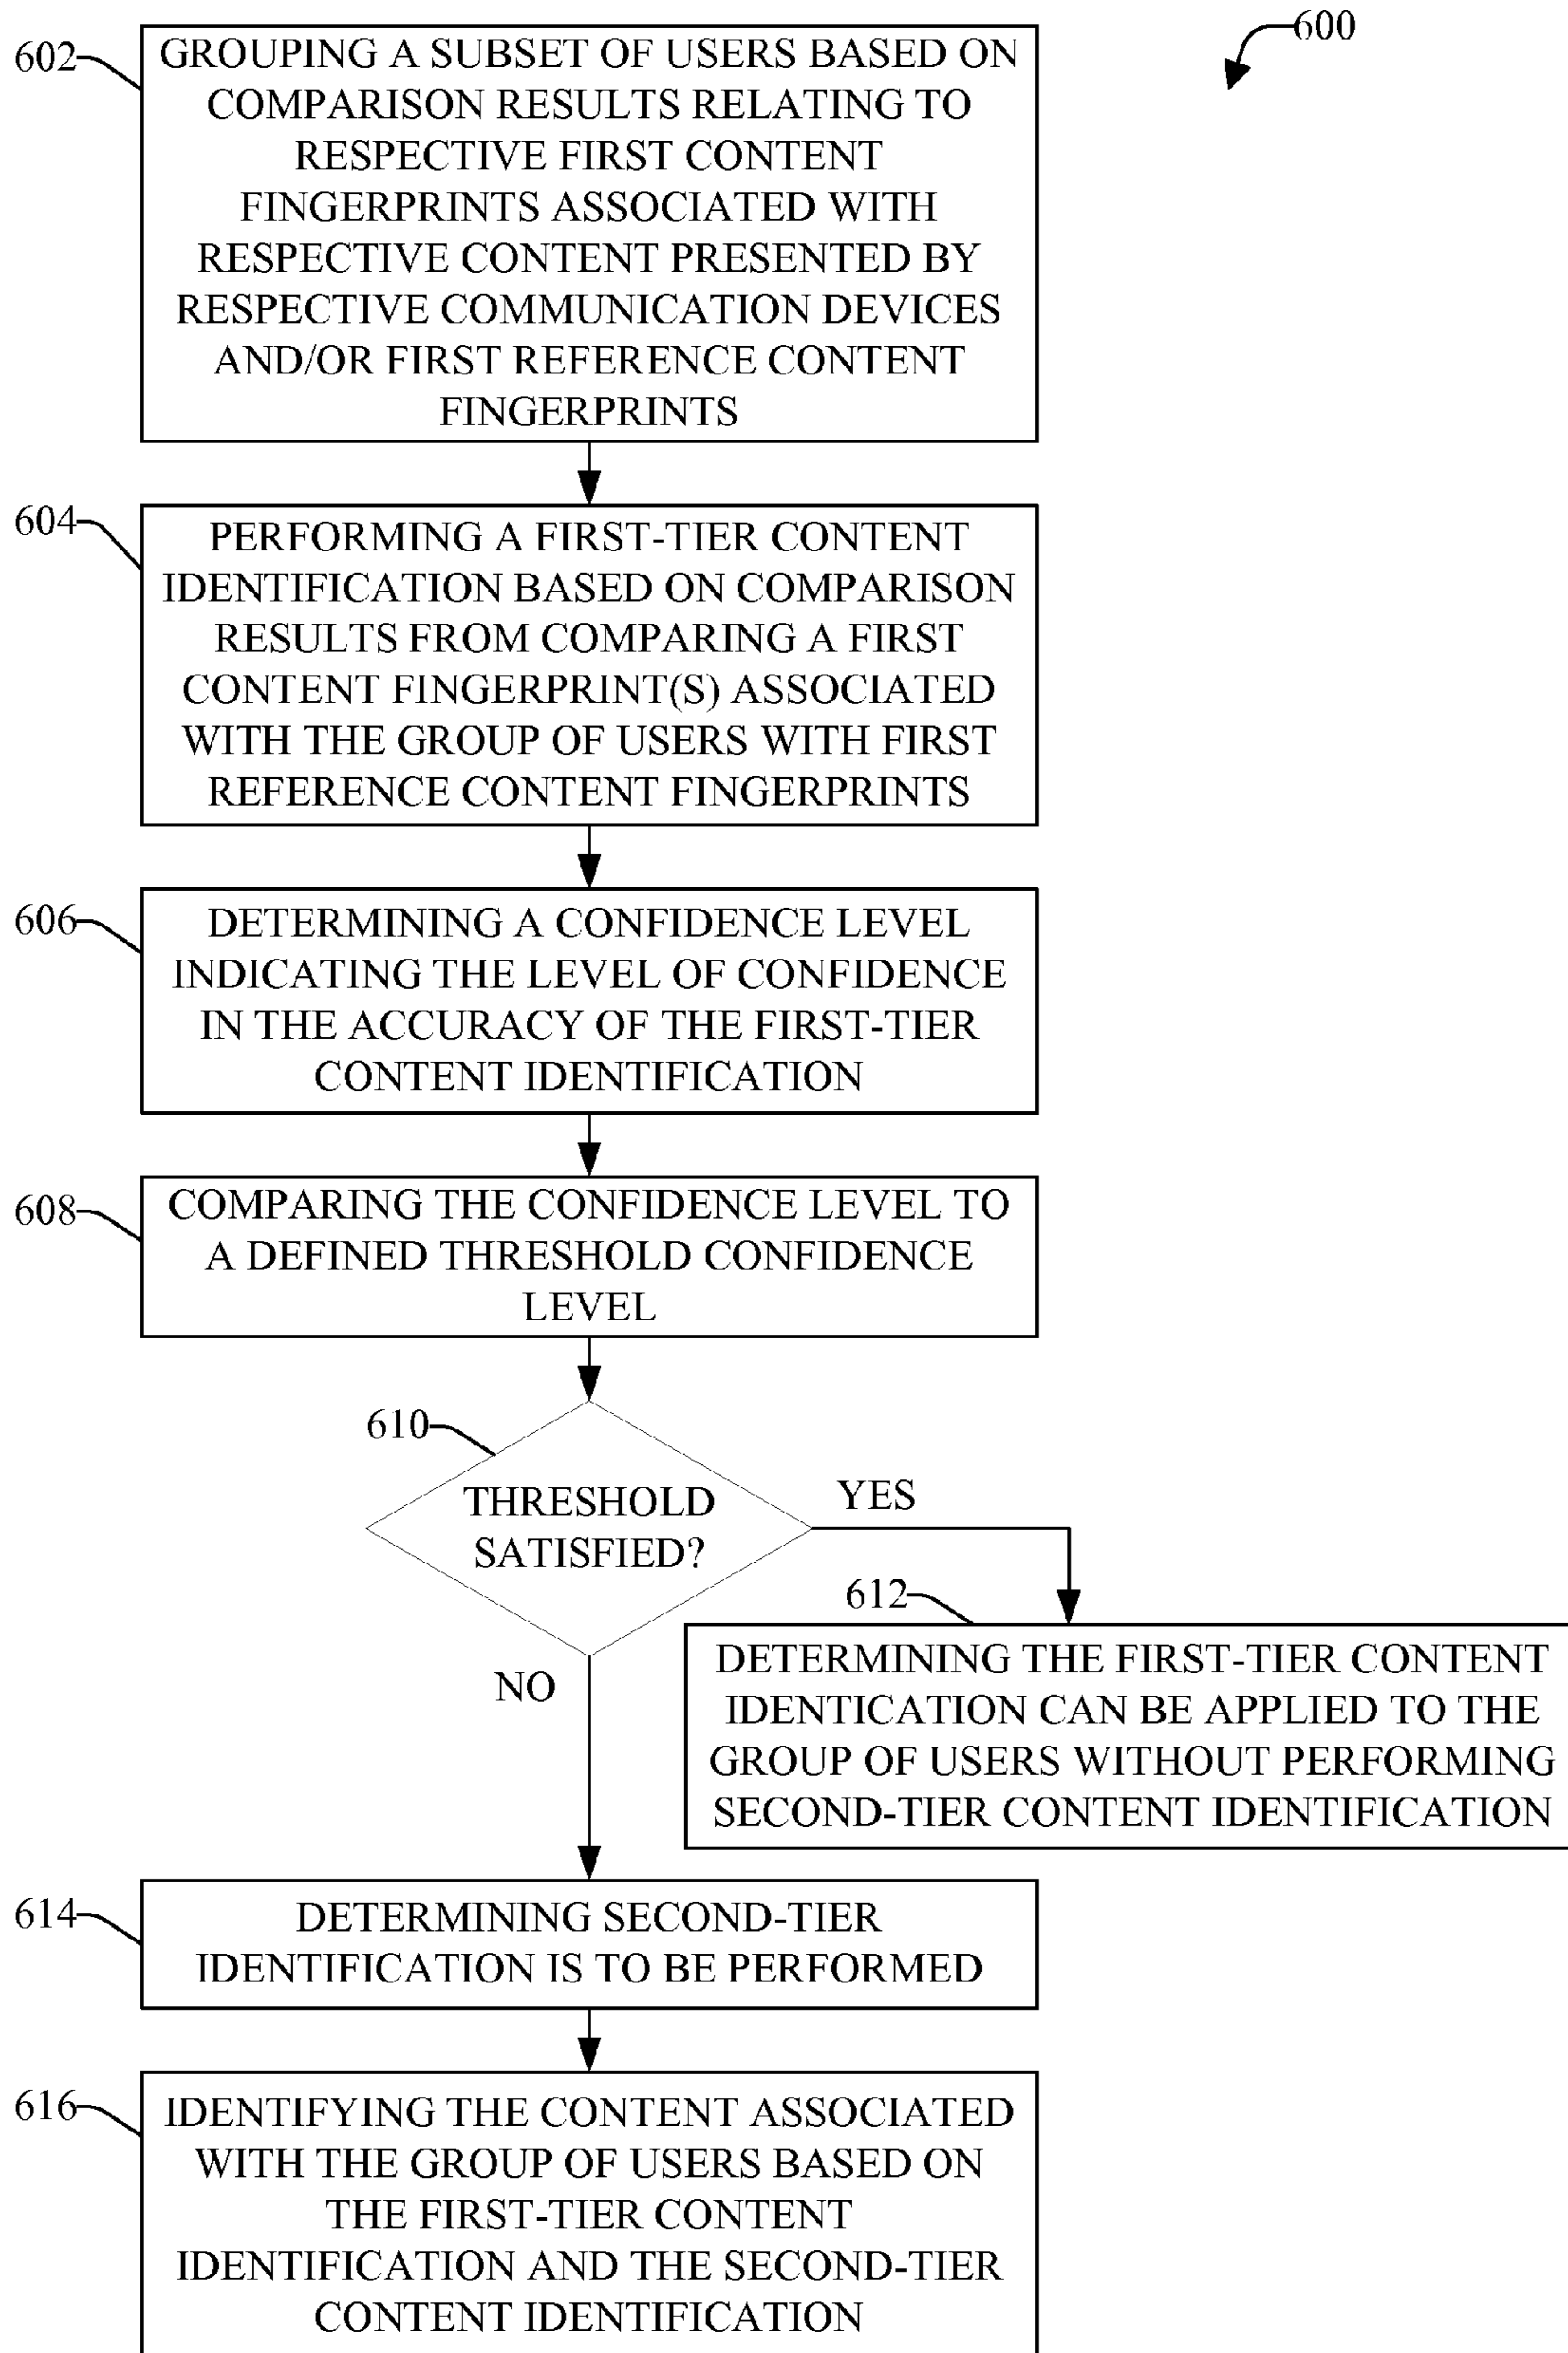 600
602
GROUPING A SUBSET OF USERS BASED ON
COMPARISON RESULTS RELATING TO
RESPECTIVE FIRST CONTENT
FINGERPRINTS ASSOCIATED WITH
RESPECTIVE CONTENT PRESENTED BY
RESPECTIVE COMMUNICATION DEVICES
AND/OR FIRST REFERENCE CONTENT
FINGERPRINTS
604
PERFORMING A FIRST-TIER CONTENT
IDENTIFICATION BASED ON COMPARISON
RESULTS FROM COMPARING A FIRST
CONTENT FINGERPRINT(S) ASSOCIATED
WITH THE GROUP OF USERS WITH FIRST
REFERENCE CONTENT FINGERPRINTS
606
DETERMINING A CONFIDENCE LEVEL
INDICATING THE LEVEL OF CONFIDENCE
IN THE ACCURACY OF THE FIRST-TIER
CONTENT IDENTIFICATION
608
COMPARING THE CONFIDENCE LEVEL TO
A DEFINED THRESHOLD CONFIDENCE
LEVEL
610
THRESHOLD
SATISFIED?
YES
612
DETERMINING THE FIRST-TIER CONTENT
IDENTICATION CAN BE APPLIED TO THE
GROUP OF USERS WITHOUT PERFORMING
SECOND-TIER CONTENT IDENTIFICATION
NO
614
DETERMINING SECOND-TIER
IDENTIFICATION IS TO BE PERFORMED
616
IDENTIFYING THE CONTENT ASSOCIATED
WITH THE GROUP OF USERS BASED ON
THE FIRST-TIER CONTENT
IDENTIFICATION AND THE SECOND-TIER
CONTENT IDENTIFICATION